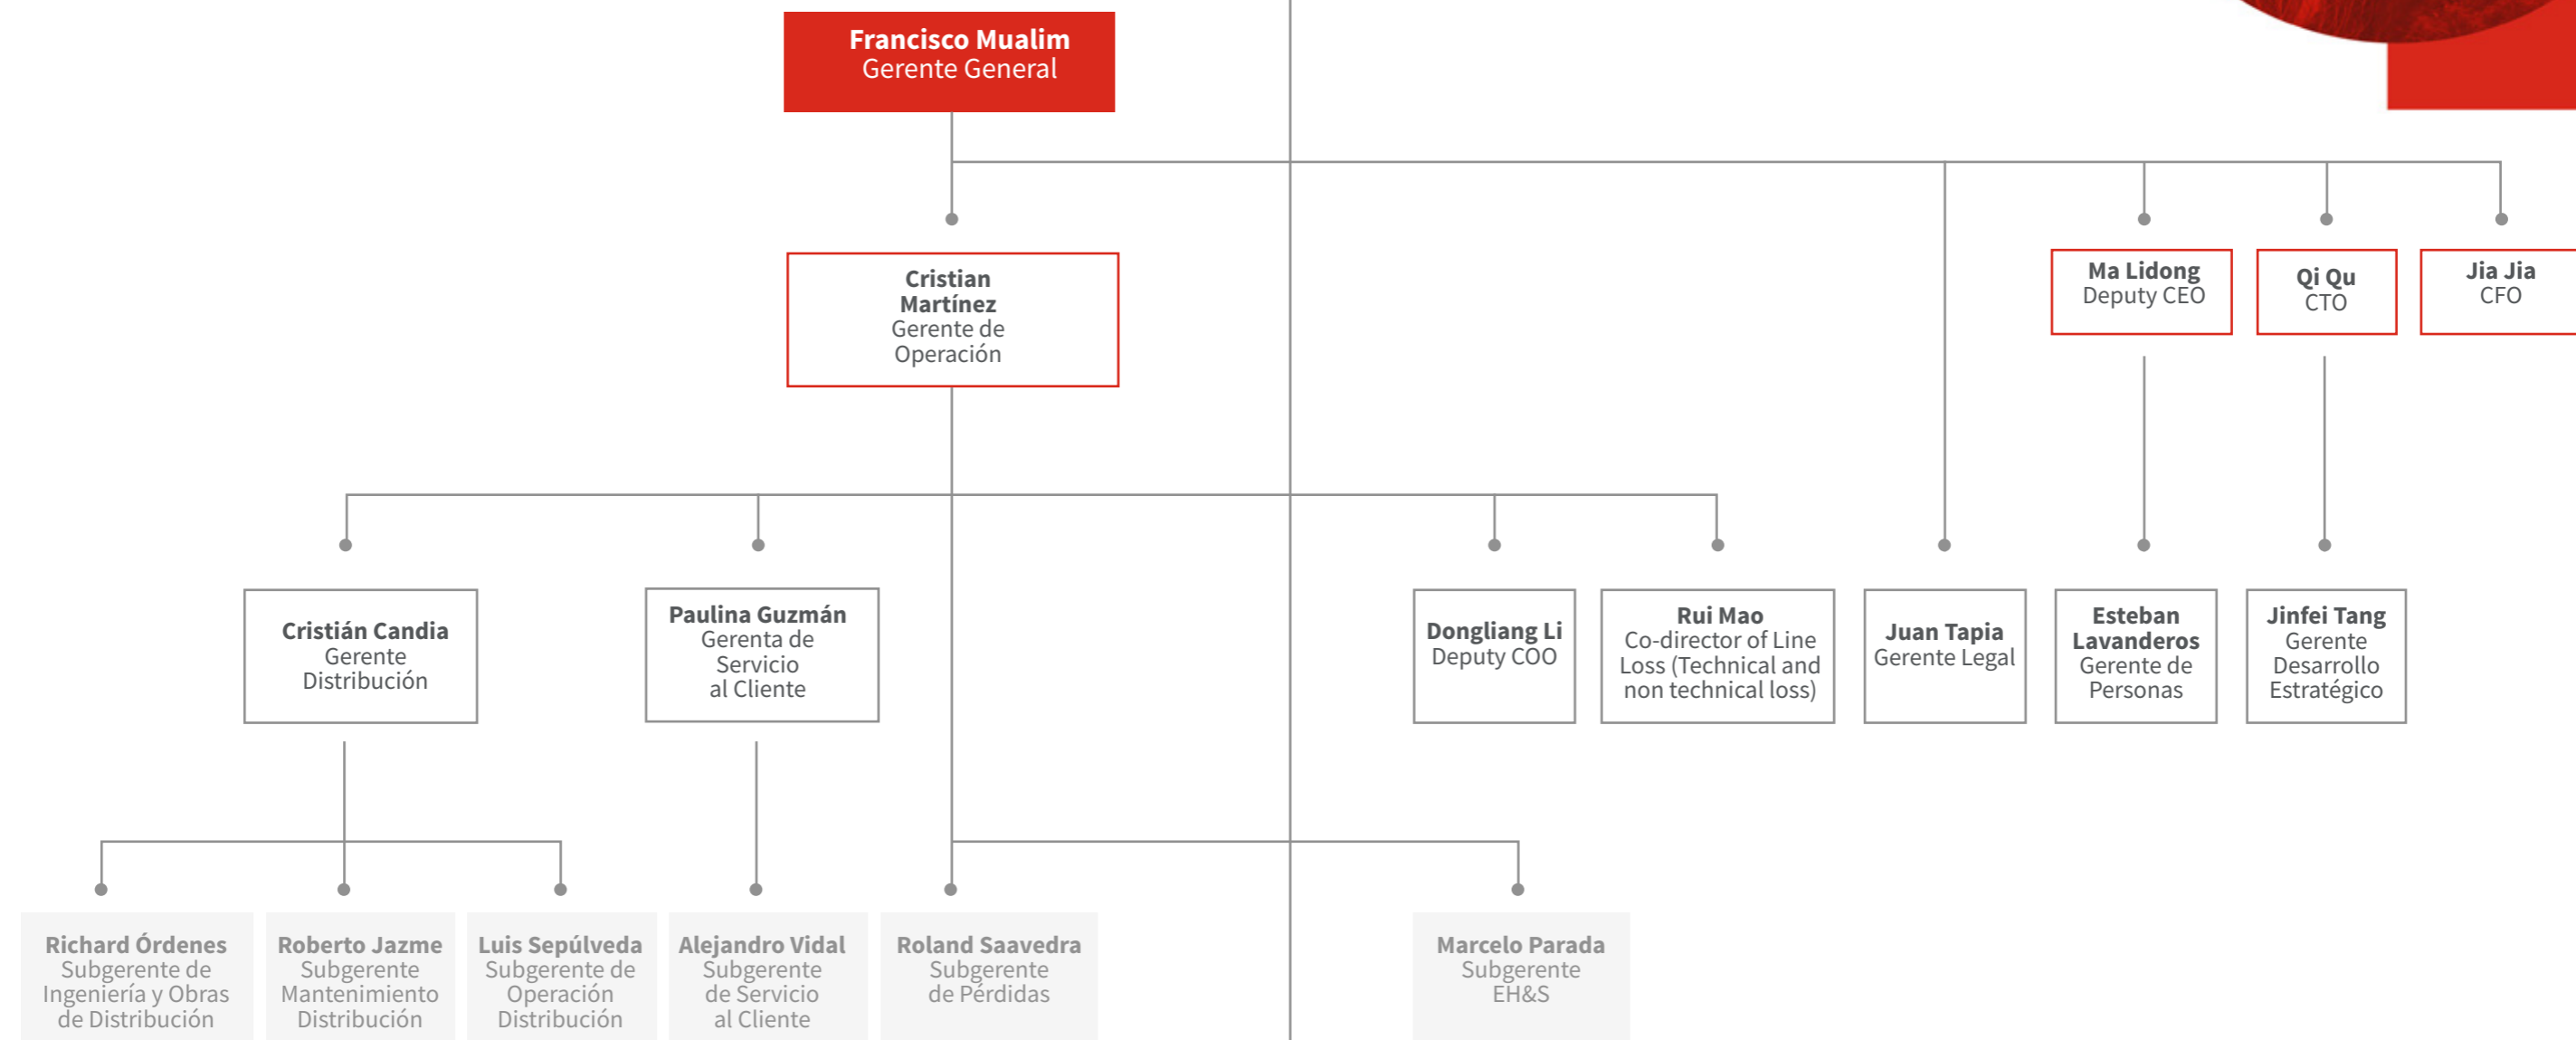 Francisco Mualim
Gerente General
Cristian
Martínez
Gerente de
Operación
Ma Lidong
Deputy CEO
Qi Qu
CTO
Jia Jia
CFO
Cristián Candia
Gerente
Distribución
Paulina Guzmán
Gerenta de
Servicio
al Cliente
Dongliang Li
Deputy COO
Rui Mao
Co-director of Line
Loss (Technical and
non technical loss)
Juan Tapia
Gerente Legal
Esteban
Lavanderos
Gerente de
Personas
Jinfei Tang
Gerente
Desarrollo
Estratégico
Richard Órdenes
Subgerente de
Ingeniería y Obras
de Distribución
Roberto Jazme
Subgerente
Mantenimiento
Distribución
Luis Sepúlveda
Subgerente de
Operación
Distribución
Alejandro Vidal
Subgerente
de Servicio
al Cliente
Roland Saavedra
Subgerente
de Pérdidas
Marcelo Parada
Subgerente
EH&S